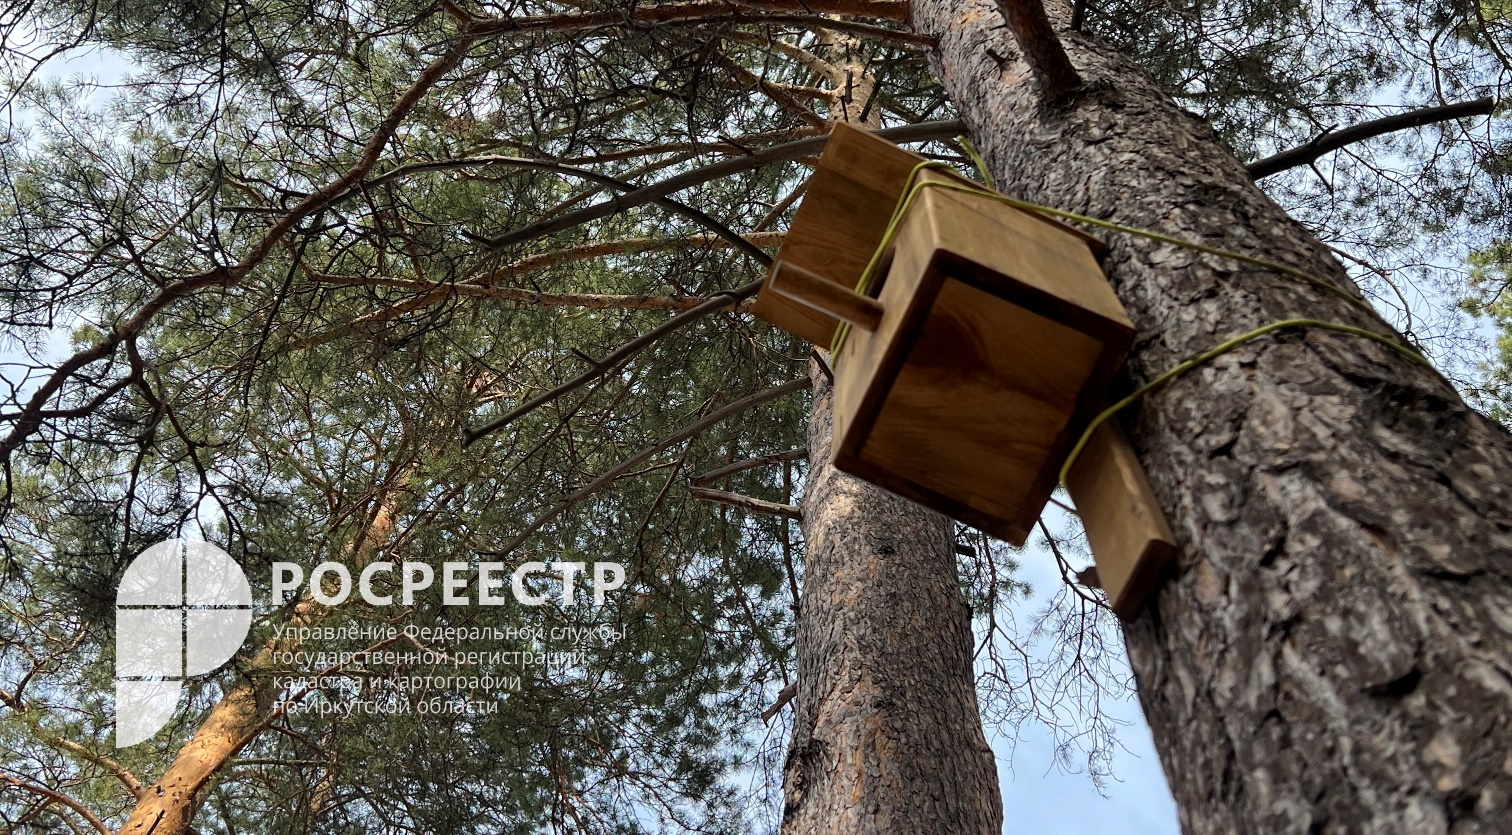 РОСРЕЕСТР
Управление Федеральной службы
государственной регистрации
кадастра и картографии
по Иркутской области